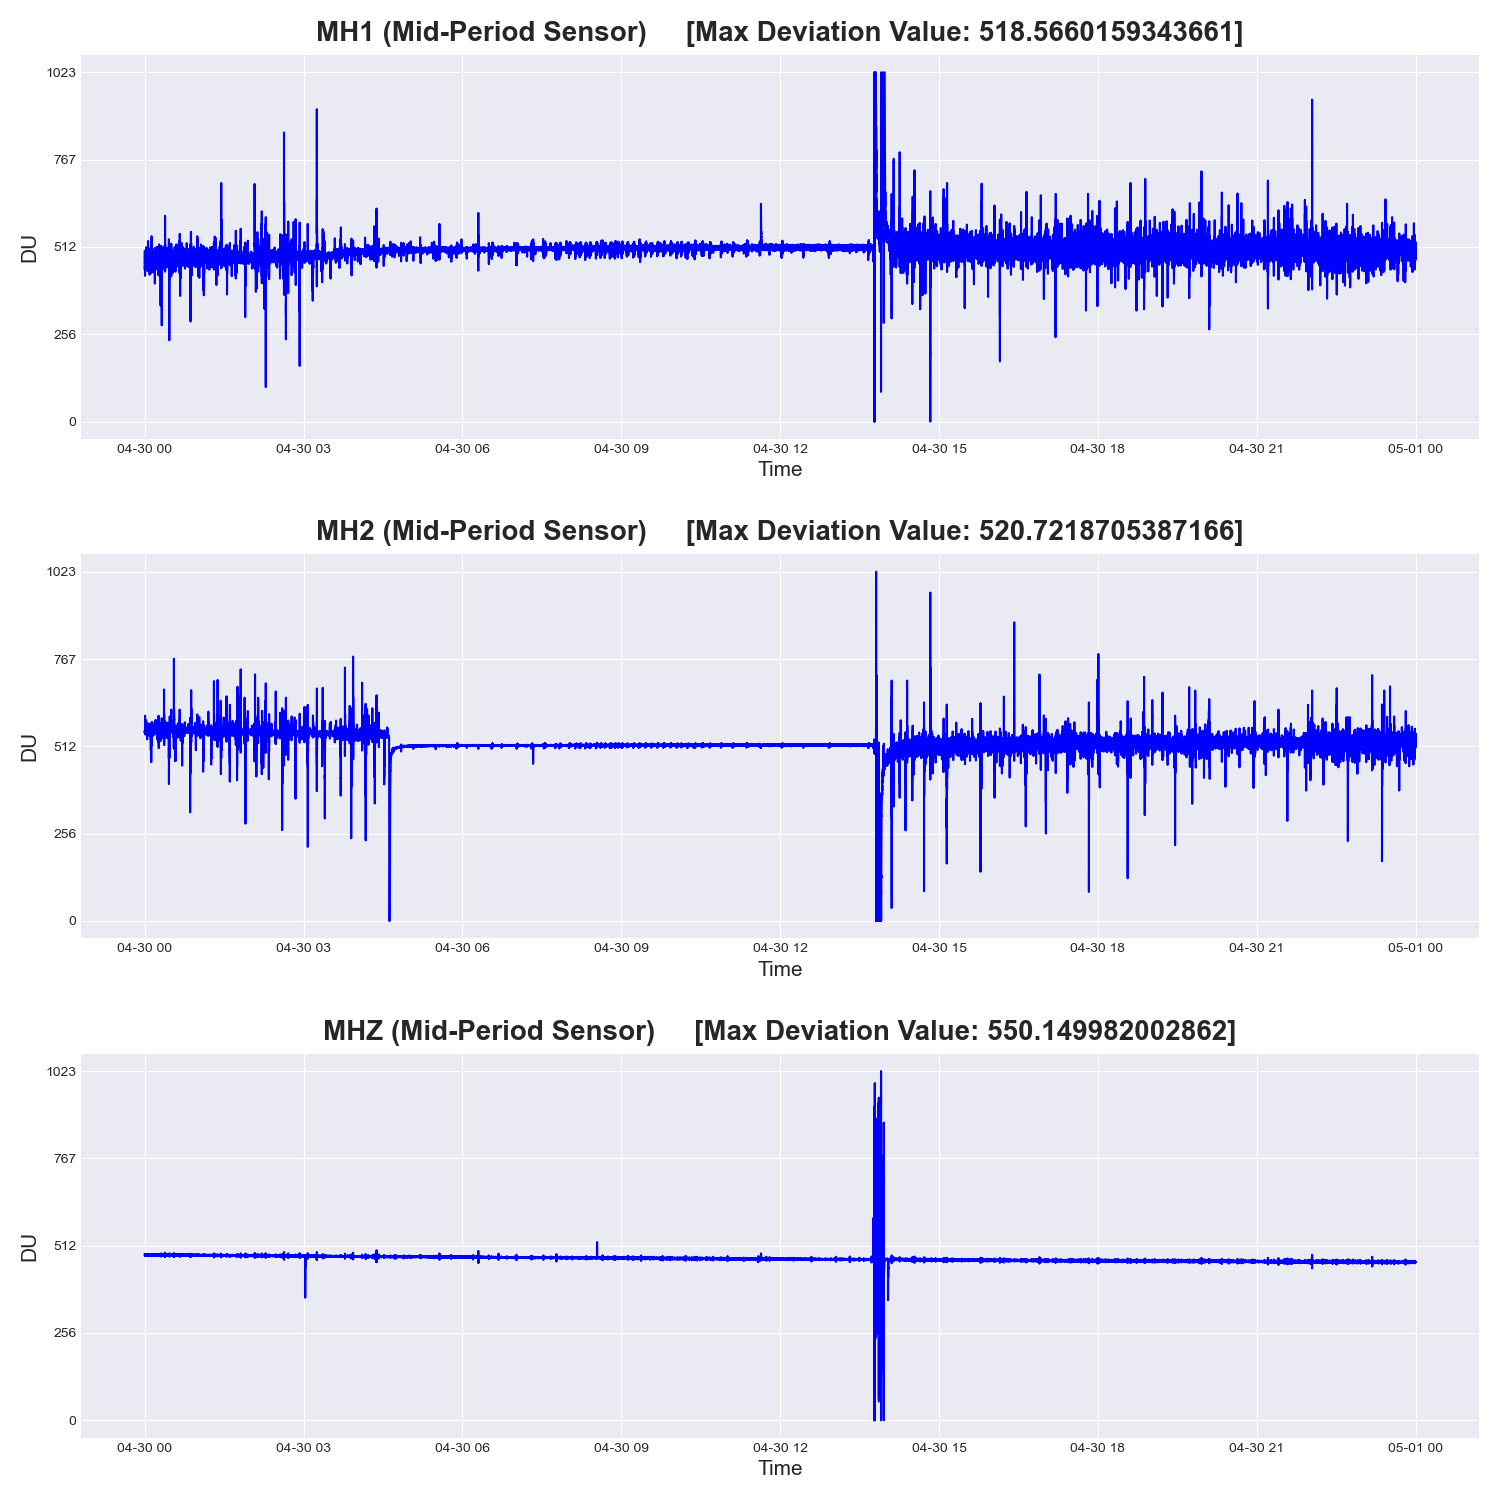 MH1 (Mid-Period Sensor) [Max Deviation Value: 518.5660159343661]
1023
767
512
256
0
DU
04-30 00 04-30 03 04-30 06 04-30 09 04-30 12 04-30 15 04-30 18 04-30 21 05-01 00
Time
MH2 (Mid-Period Sensor) [Max Deviation Value: 520.7218705387166]
1023
767
512
256
0
DU
04-30 00 04-30 03 04-30 06 04-30 09 04-30 12 04-30 15 04-30 18 04-30 21 05-01 00
Time
MHZ (Mid-Period Sensor) [Max Deviation Value: 550.149982002862]
1023
767
512
256
0
DU
04-30 00 04-30 03 04-30 06 04-30 09 04-30 12 04-30 15 04-30 18 04-30 21 05-01 00
Time